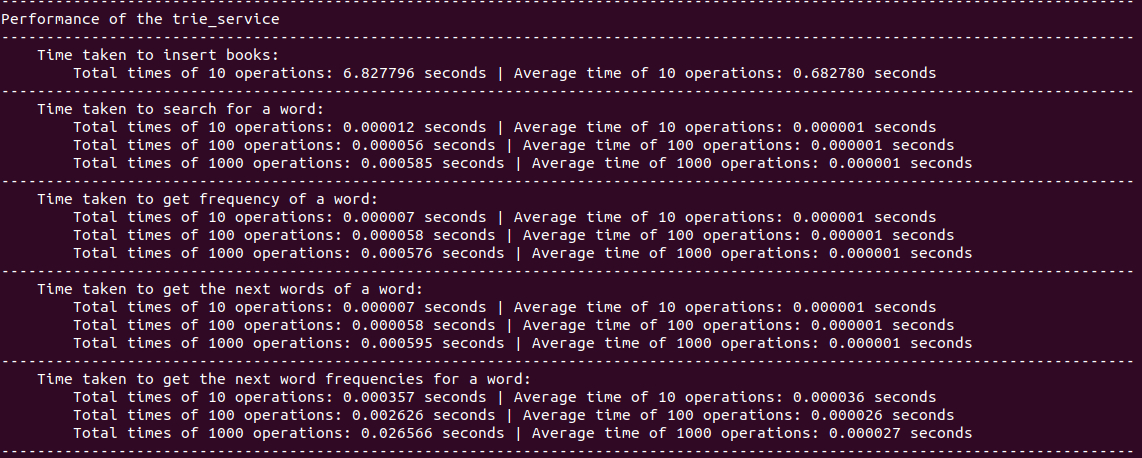 Performance of the trie_service
Time taken to insert books:
Total times of 10 operations: 6.827796 seconds | Average time of 10 operations: 0.682780 seconds
Time taken to search for a word:
Total times of 10 operations: 0.000012 seconds | Average time of 10 operations: 0.000001 seconds
Total times of 100 operations: 0.000056 seconds | Average time of 100 operations: 0.000001 seconds
Total times of 1000 operations: 0.000585 seconds | Average time of 1000 operations: 0.000001 seconds
Time taken to get frequency of a word:
Total times of 10 operations: 0.000007 seconds | Average time of 10 operations: 0.000001 seconds
Total times of 100 operations: 0.000058 seconds | Average time of 100 operations: 0.000001 seconds
Total times of 1000 operations: 0.000576 seconds | Average time of 1000 operations: 0.000001 seconds
Time taken to get the next words of a word:
Total times of 10 operations: 0.000007 seconds | Average time of 10 operations: 0.000001 seconds
Total times of 100 operations: 0.000058 seconds | Average time of 100 operations: 0.000001 seconds
Total times of 1000 operations: 0.000595 seconds | Average time of 1000 operations: 0.000001 seconds
Time taken to get the next word frequencies for a word:
Total times of 10 operations: 0.000357 seconds | Average time of 10 operations: 0.000036 seconds
Total times of 100 operations: 0.002626 seconds | Average time of 100 operations: 0.000026 seconds
Total times of 1000 operations: 0.026566 seconds | Average time of 1000 operations: 0.000027 seconds